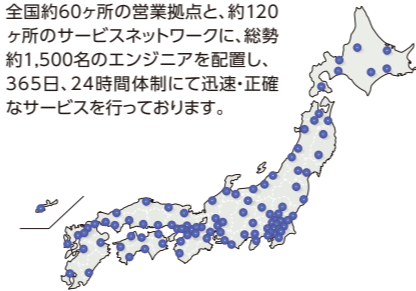 全国約60ヶ所の営業拠点と、約120
ヶ所のサービスネットワークに、総勢
約1,500名のエンジニアを配置し、
365日、24時間体制にて迅速・正確
なサービスを行っております。